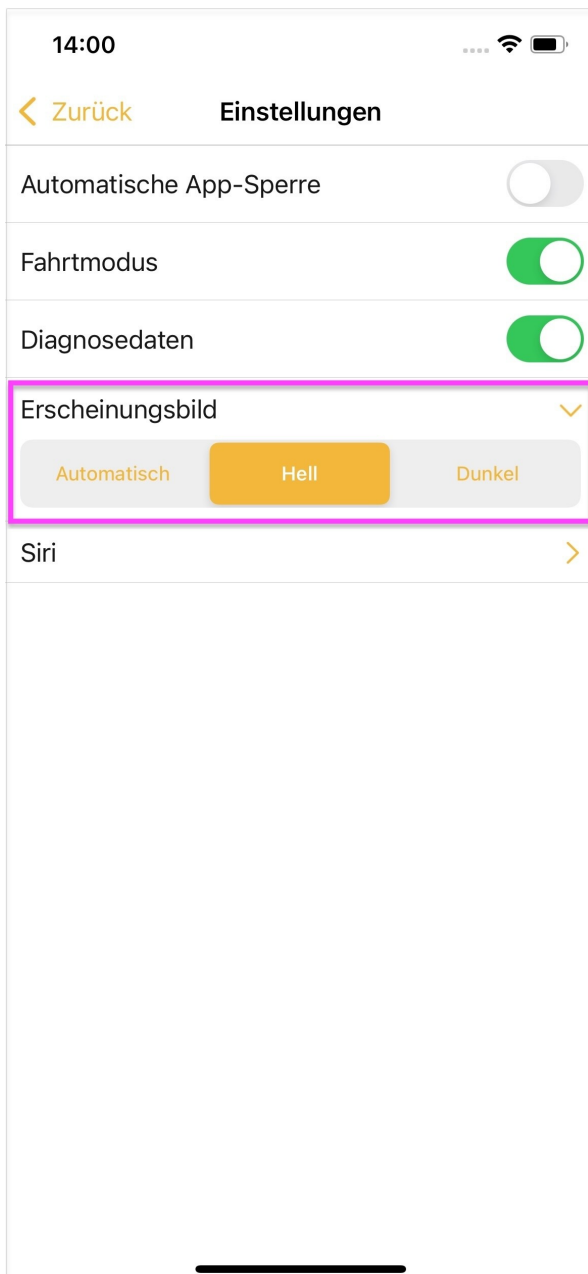 14:00
Zurück Einstellungen
Automatische App-Sperre
Fahrtmodus
Diagnosedaten
Erscheinungsbild
Automatisch Hell Dunkel
Siri